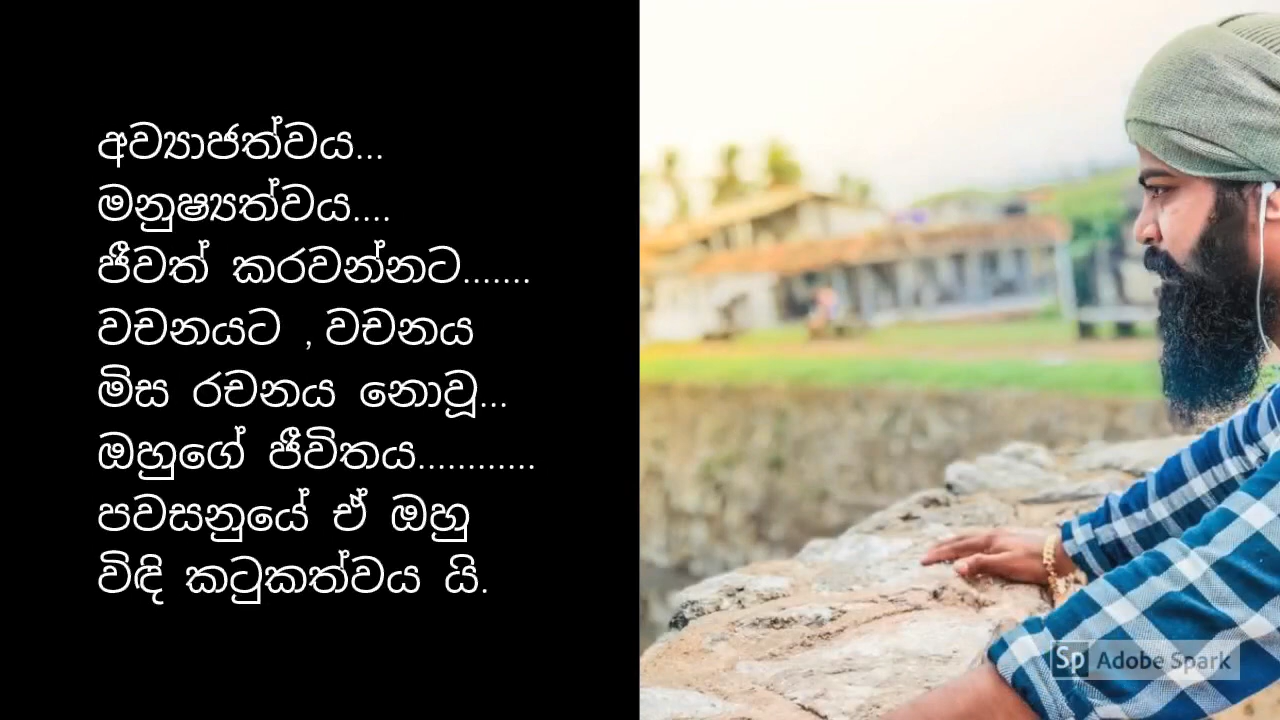 අව්‍යාජත්වය...
මනුෂ්‍යත්වය....
ජීවත් කරවන්නට.......
වචනයට , වචනය
මිස රචනය නොවූ...
ඔහුගේ ජීවිතය............
පවසනුයේ ඒ ඔහු
විඳි කටුකත්වය යි.
Sp Adobe Spark